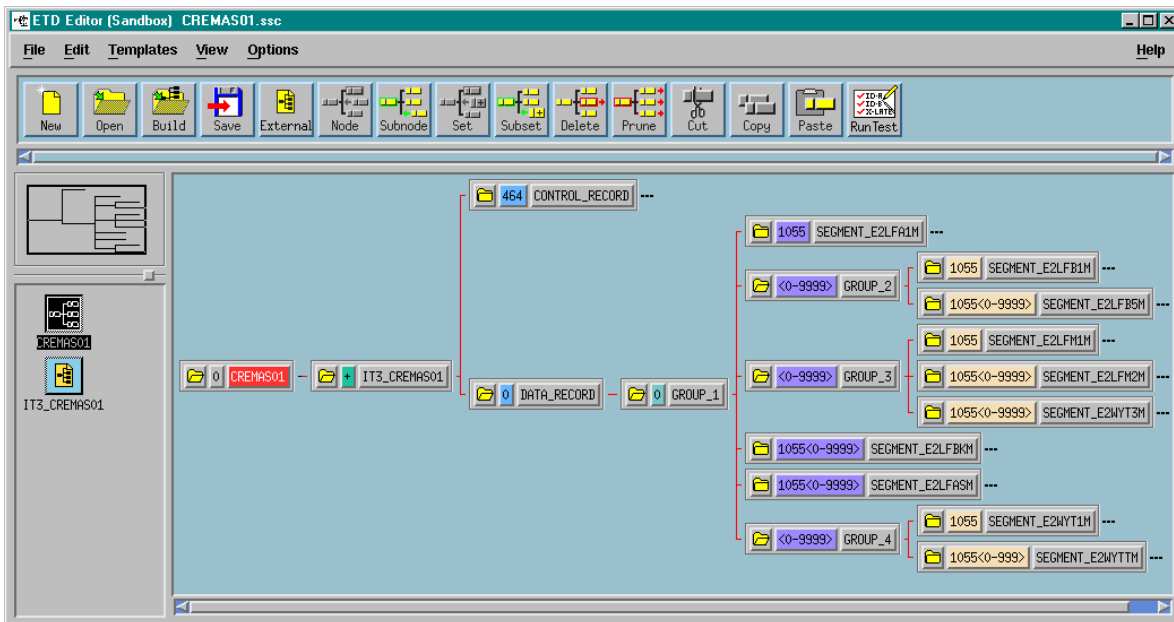 ETD Editor (Sandbox) CREMAS01.ssc
File Edit Templates View Options Help
New Open Build Save External Node Subnode Set Subset Delete Prune Cut Copy Paste RunTest
464 CONTROL_RECORD ---
1055 SEGMENT_E2LFA1M ---
1055 SEGMENT_E2LFB1M ---
<0-9999> GROUP_2
1055<0-9999> SEGMENT_E2LFB5M ---
CREMAS01
1055 SEGMENT_E2LFM1M ---
0 CREMAS01 + IT3_CREMAS01
<0-9999> GROUP_3
1055<0-9999> SEGMENT_E2LFM2M ---
0 DATA_RECORD 0 GROUP_1
IT3_CREMAS01
1055<0-9999> SEGMENT_E2WYT3M ---
1055<0-9999> SEGMENT_E2LFBKM ---
1055<0-9999> SEGMENT_E2LFASM ---
1055 SEGMENT_E2WYT1M ---
<0-9999> GROUP_4
1055<0-999> SEGMENT_E2WYTTM ---